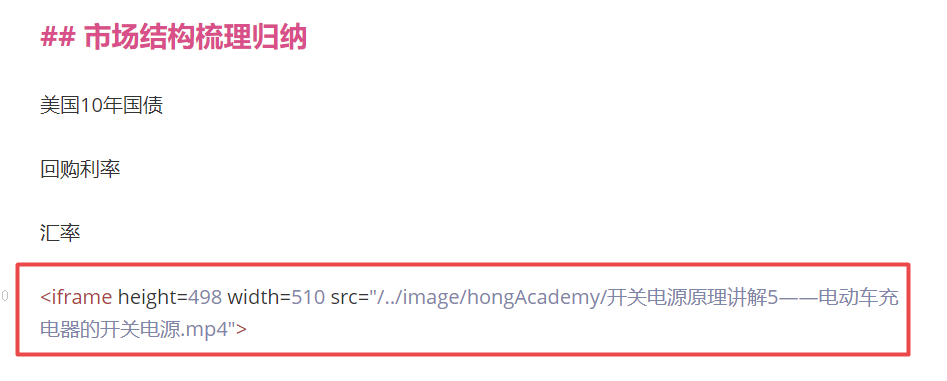 ## 市场结构梳理归纳
美国10年国债
回购利率
汇率
0
<iframe height=498 width=510 src="/../image/hongAcademy/开关电源原理讲解5——电动车充
电器的开关电源.mp4">